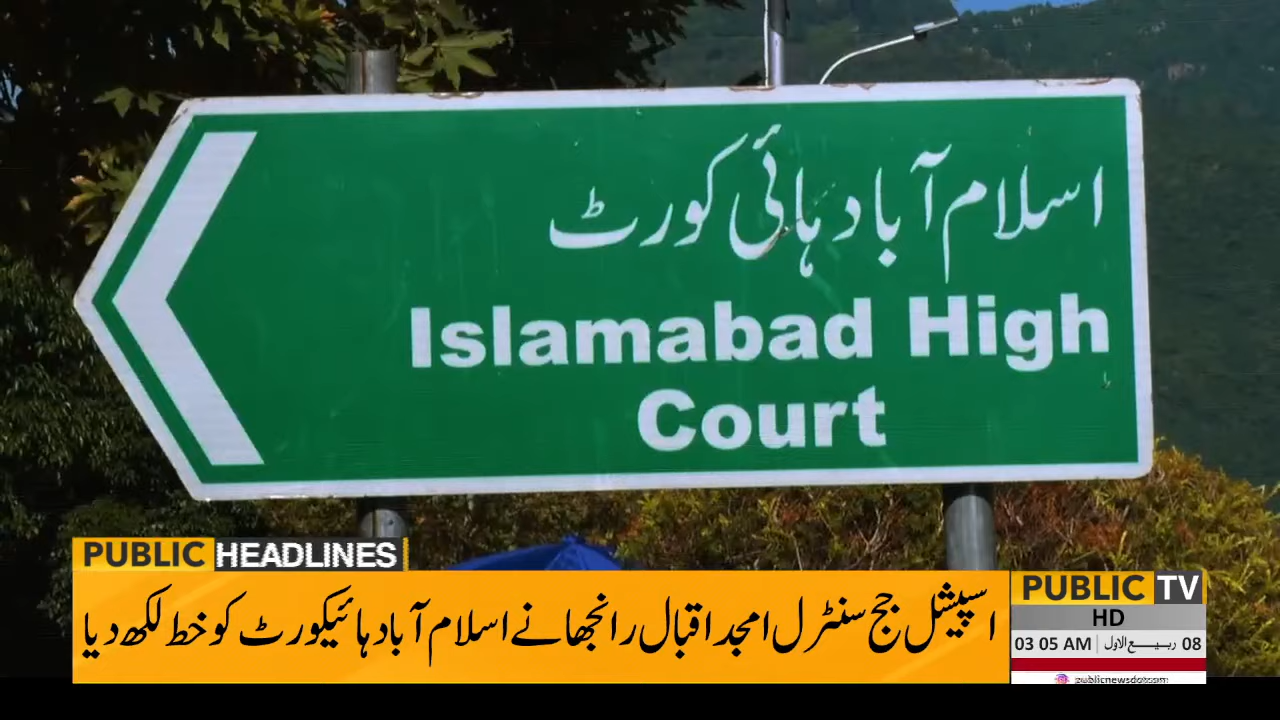 اسلام آباد ہائی کورٹ
Islamabad High
Court
PUBLIC HEADLINES
اسپیشل جج سنٹرل امجد اقبال رانجھا نے اسلام آباد ہائیکورٹ کو خط لکھ دیا
PUBLIC TV
HD
03 05 AM | 08 ربیع الاول
publicnewsdotcom